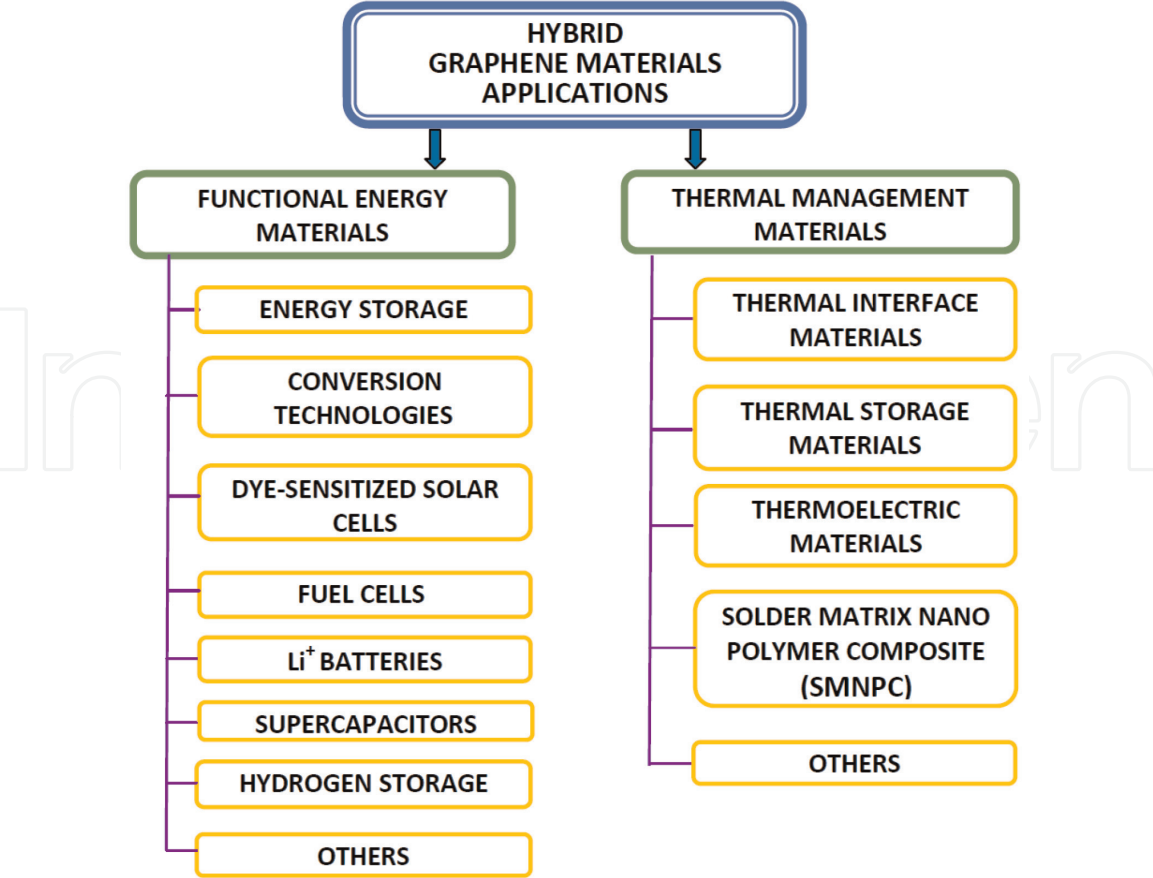 HYBRID
GRAPHENE MATERIALS
APPLICATIONS
FUNCTIONAL ENERGY
MATERIALS
ENERGY STORAGE
CONVERSION
TECHNOLOGIES
DYE-SENSITIZED SOLAR
CELLS
FUEL CELLS
Li⁺ BATTERIES
SUPERCAPACITORS
HYDROGEN STORAGE
OTHERS
THERMAL MANAGEMENT
MATERIALS
THERMAL INTERFACE
MATERIALS
THERMAL STORAGE
MATERIALS
THERMOELECTRIC
MATERIALS
SOLDER MATRIX NANO
POLYMER COMPOSITE
(SMNPC)
OTHERS